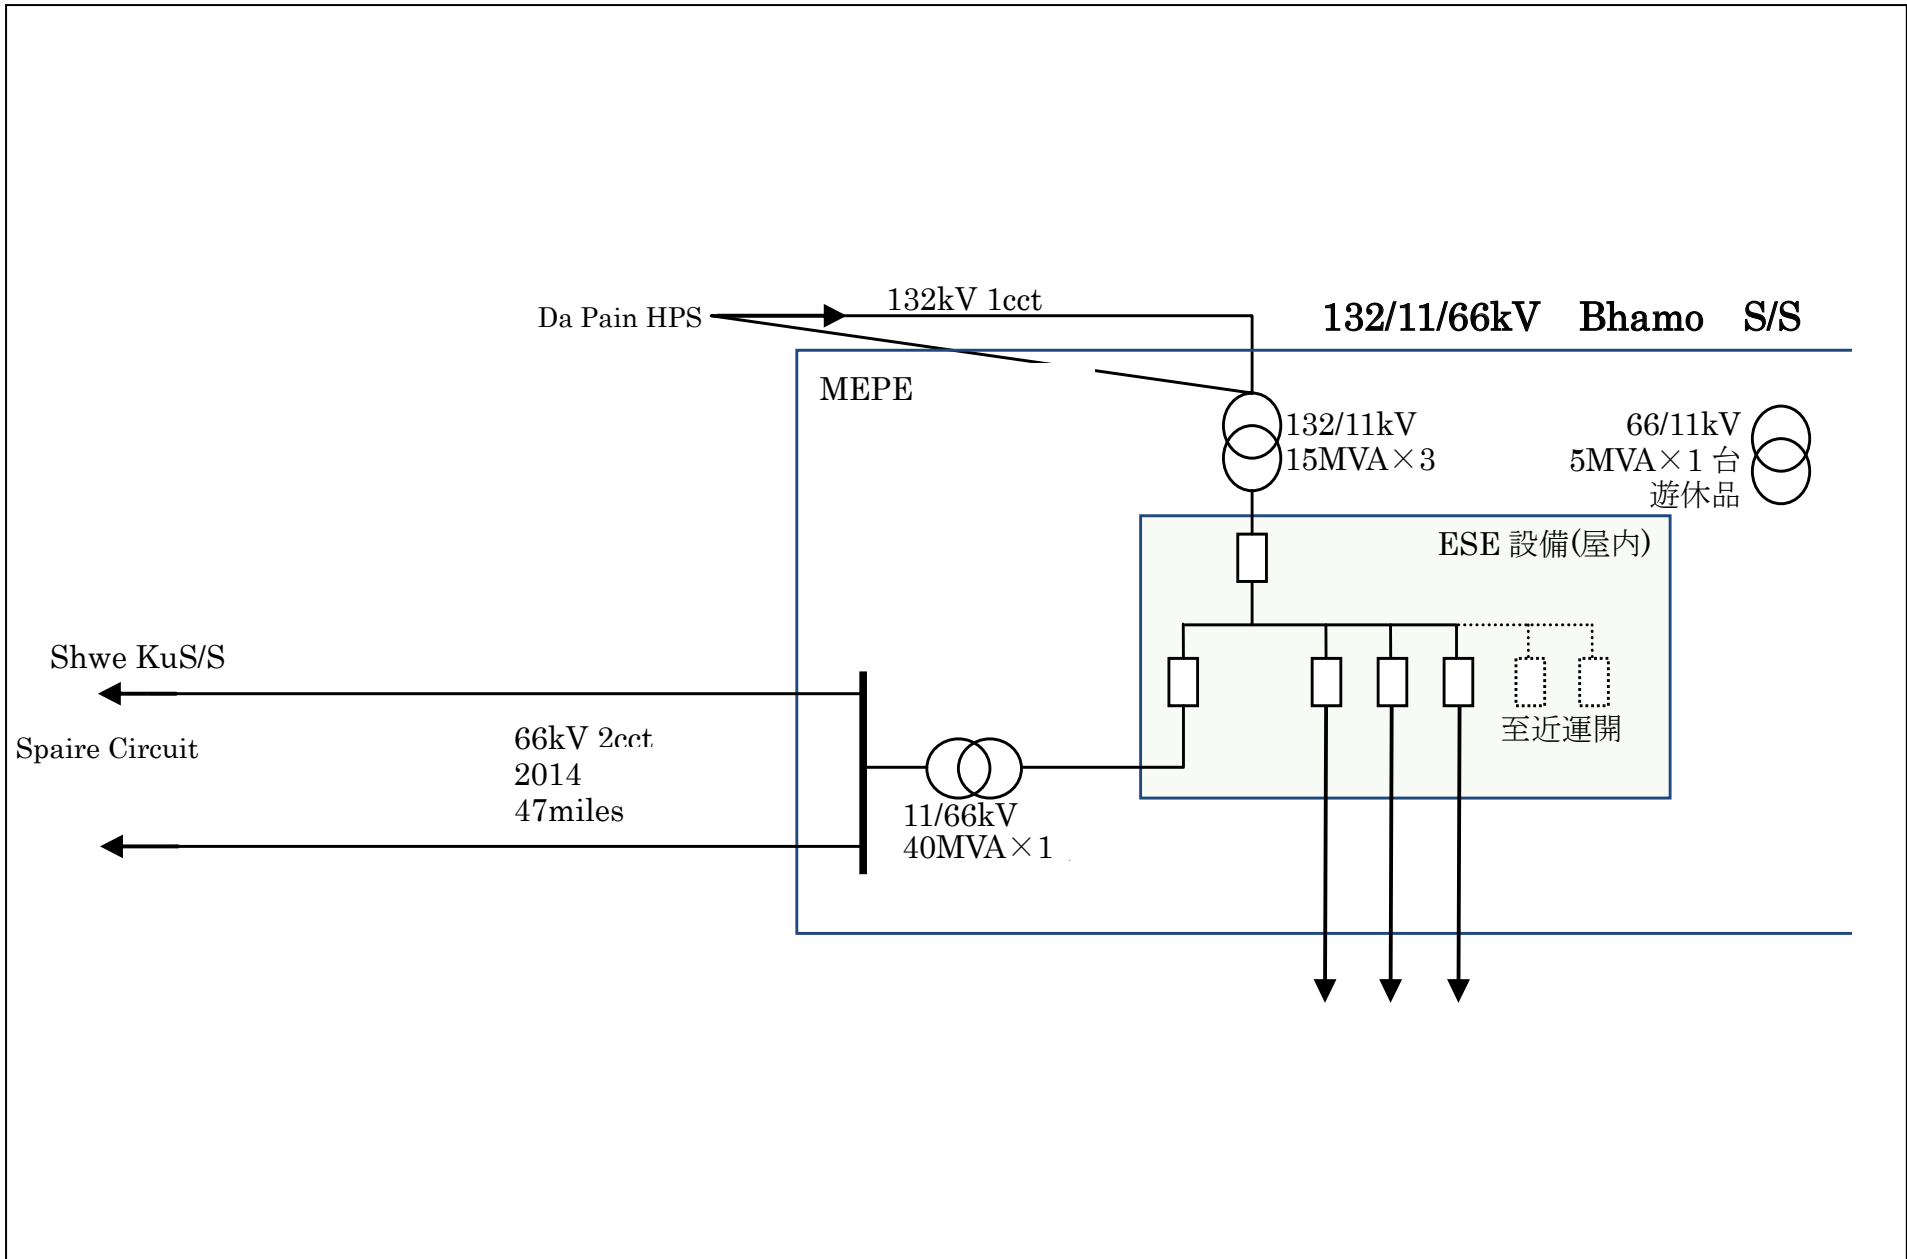 132kV 1cct
Da Pain HPS
132/11/66kV Bhamo S/S
MEPE
132/11kV
15MVA×3
66/11kV
5MVA×1 台
遊休品
ESE 設備(屋内)
至近運開
Shwe KuS/S
Spaire Circuit
66kV 2cct
2014
47miles
11/66kV
40MVA×1